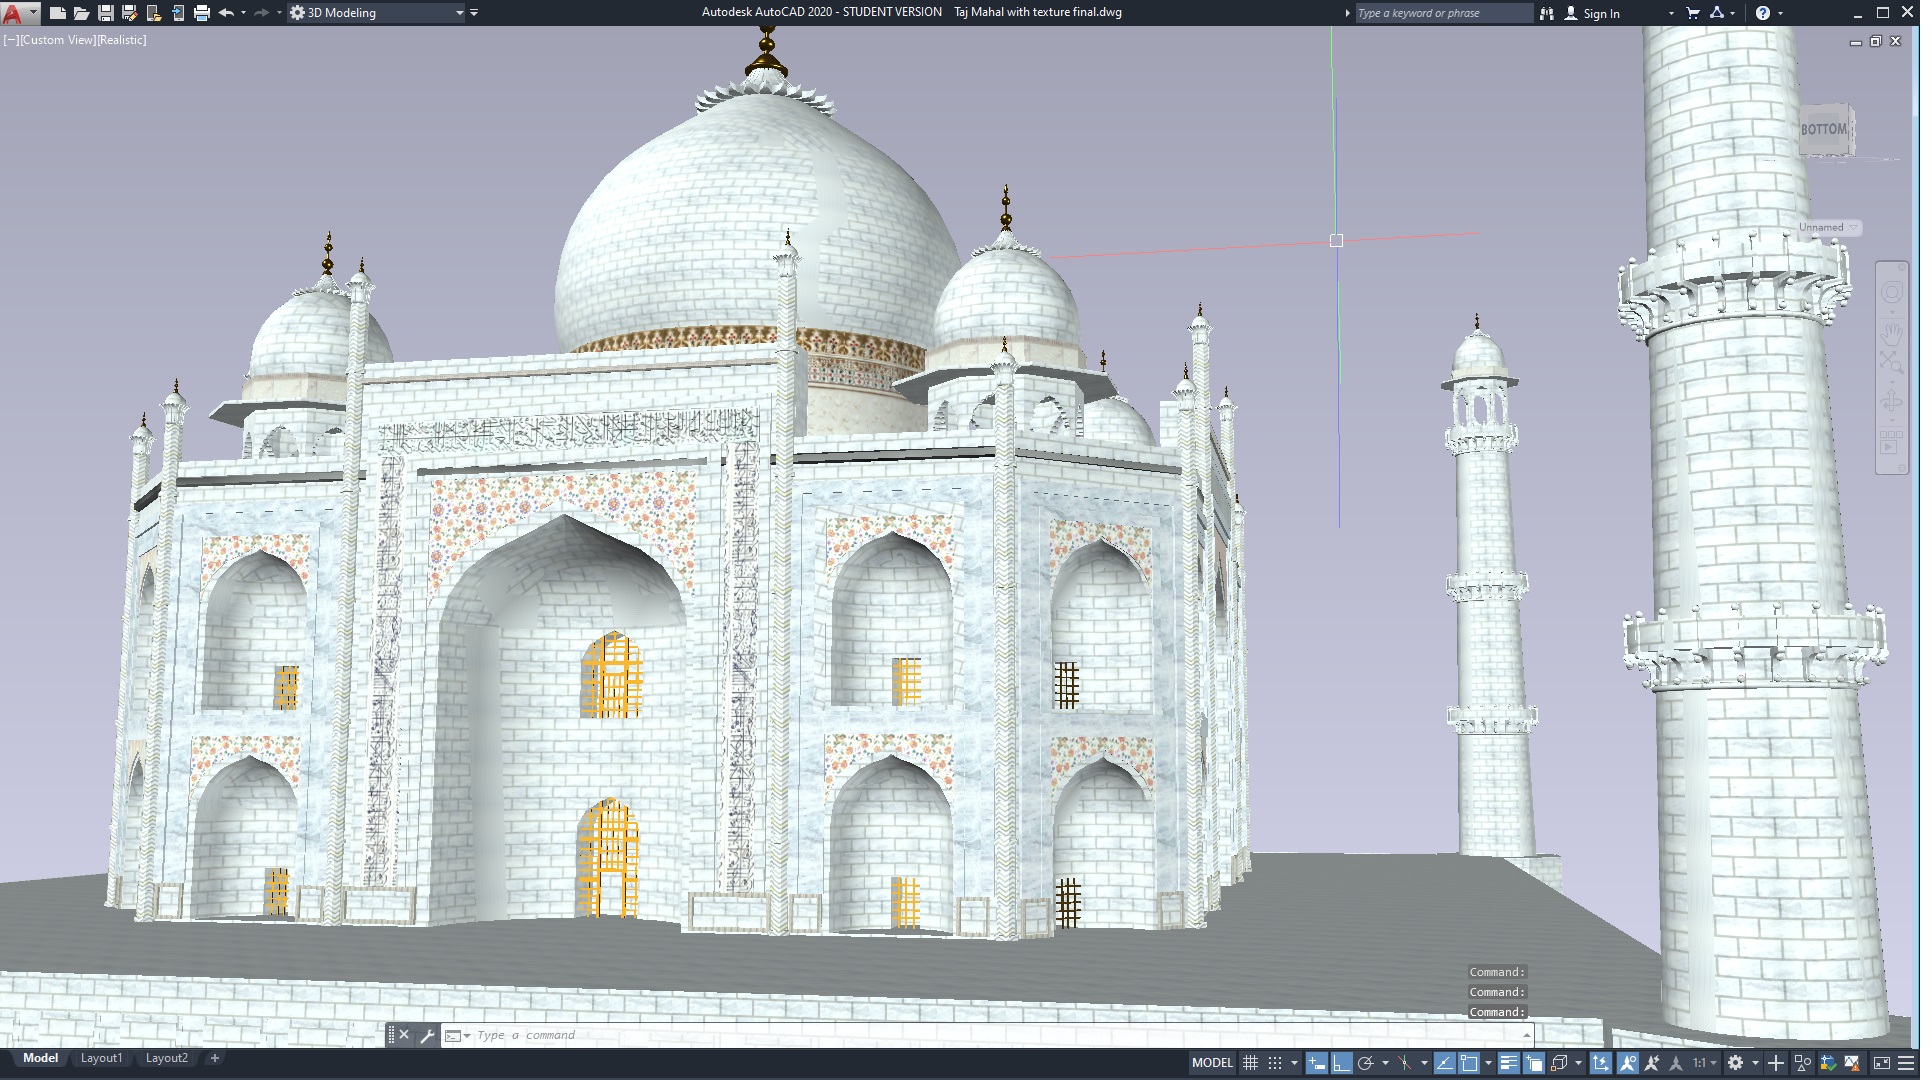 3D Modeling
Autodesk AutoCAD 2020 - STUDENT VERSION Taj Mahal with texture final.dwg
Type a keyword or phrase
Sign In
[−][Custom View][Realistic]
BOTTOM
Unnamed
Command:
Command:
Command:
Type a command
Model Layout1 Layout2 +
MODEL
1:1